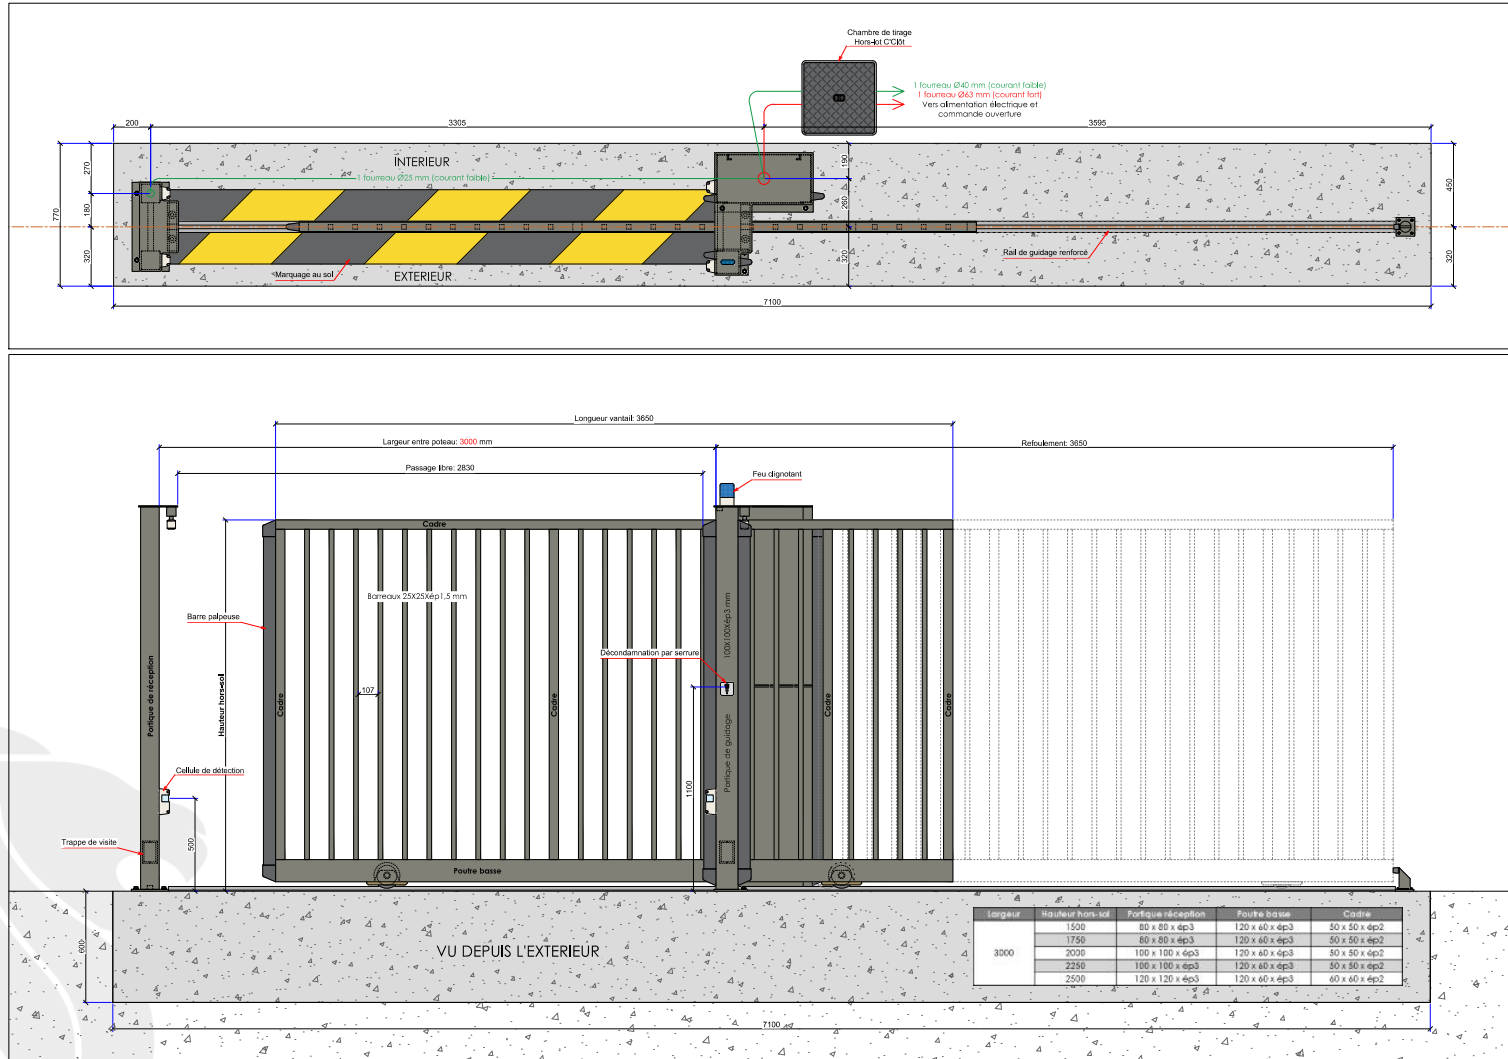 Chambre de tirage
Hors-lot C'Clôt
1 fourreau Ø40 mm (courant faible)
1 fourreau Ø63 mm (courant fort)
Vers alimentation électrique et
commande ouverture
200
3305
3595
INTERIEUR
1 fourreau Ø25 mm (courant faible)
270
180
770
320
190
260
320
450
320
Marquage au sol
EXTERIEUR
Rail de guidage renforcé
7100
Longueur vantail: 3650
Largeur entre poteau: 3000 mm
Refoulement: 3650
Passage libre: 2830
Feu clignotant
Cadre
Barreaux 25X25Xép1,5 mm
Barre palpeuse
100X100Xép3 mm
Décondamnation par serrure
Portique de réception
Hauteur hors-sol
Cadre
107
Cadre
Portique de guidage
Cadre
Cadre
1100
Cellule de détection
500
Trappe de visite
Poutre basse
600
VU DEPUIS L'EXTERIEUR
Largeur Hauteur hors-sol Portique réception Poutre basse Cadre
1500 80 x 80 x ép3 120 x 60 x ép3 50 x 50 x ép2
1750 80 x 80 x ép3 120 x 60 x ép3 50 x 50 x ép2
3000 2000 100 x 100 x ép3 120 x 60 x ép3 50 x 50 x ép2
2250 100 x 100 x ép3 120 x 60 x ép3 50 x 50 x ép2
2500 120 x 120 x ép3 120 x 60 x ép3 60 x 60 x ép2
7100